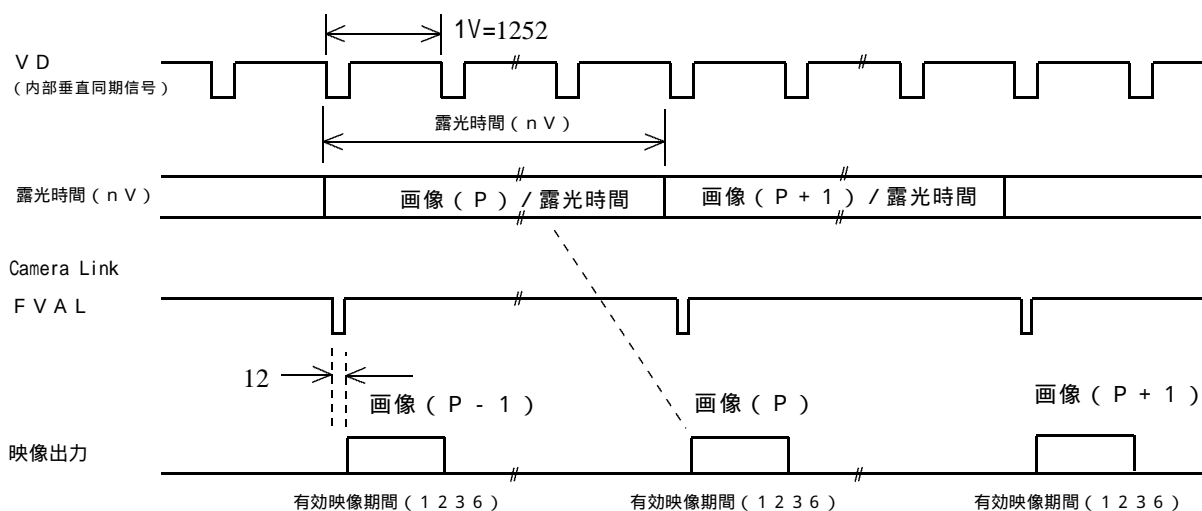 1V=1252
ＶＤ
(内部垂直同期信号)
露光時間(ｎＶ)
露光時間(ｎＶ)
画像(Ｐ)/露光時間
画像(Ｐ+１)/露光時間
Camera Link
ＦＶＡＬ
12
画像(Ｐ-１)
画像(Ｐ)
画像(Ｐ+１)
映像出力
有効映像期間(１２３６)
有効映像期間(１２３６)
有効映像期間(１２３６)